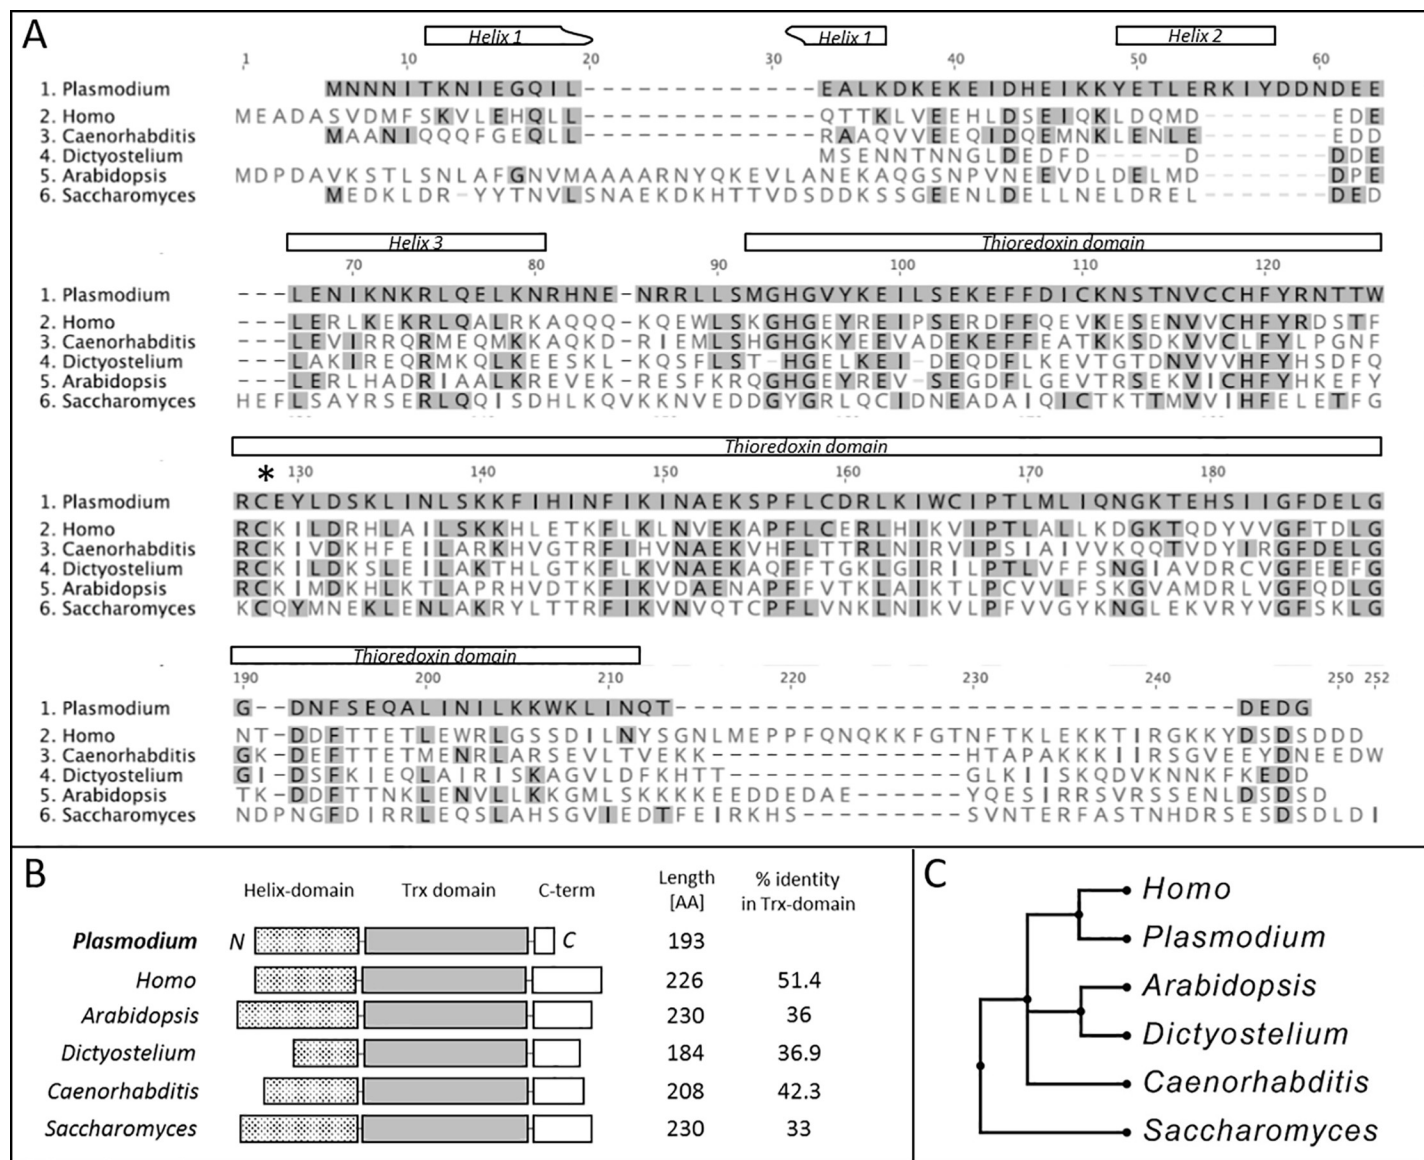 A
Helix 1 Helix 1 Helix 2
1 10 20 30 40 50 60
1. Plasmodium MNNNITKNIEGQIL-------------EALKDKEKEIDHEIKKYETLERKIYDDNDEE
2. Homo MEADASVDMFSKVLEHQLL-------------QTTKLVEEHLDSEIQKLDQMD-------EDE
3. Caenorhabditis MAANIQQQFGEQLL-------------RAAQVVEEQIDQEMNKLENLE-------EDD
4. Dictyostelium MSENNTNNGLDEDFD-----D-------DDE
5. Arabidopsis MDPDAVKSTLSNLAFGNVMAAAARNYQKEVLANEKAQGSNPVNEEVDLDELMD-------DPE
6. Saccharomyces MEDKLDR-YYTNVLSNAEKDKHTTVDSDDKSSGEENLDELLNELDREL-------DED
Helix 3 Thioredoxin domain
70 80 90 100 110 120
1. Plasmodium ---LENIKNKRLQELKNRHNE-NRRLLSMGHGVYKEILSEKEFFDICKNSTNVCCHFYRNTTW
2. Homo ---LERLKEKRLQALRKAQQQ-KQEWLSKGHGEYREIPSERDFFQEVKESENVVCHFYRDSTF
3. Caenorhabditis ---LEVIRRQRMEQMKKAQKD-RIEMLSHGHGKYEEVADEKEFFEATKKSDKVVCLFYLPGNF
4. Dictyostelium ---LAKIREQRMKQLKEESKL-KQSFLST-HGELKEI-DEQDFLKEVTGTDNVVVHFYHSDFQ
5. Arabidopsis ---LERLHADRIAALKREVEK-RESFKRQGHGEYREV-SEGDFLGEVTRSEKVICHFYHKEFY
6. Saccharomyces HEFLSAYRSERLQQISDHLKQVKKNVEDDGYGRLQCIDNEADAIQICTKTTMVVIHFELETFG
Thioredoxin domain
* 130 140 150 160 170 180
1. Plasmodium RCEYLDSKLINLSKKFIHINFIKINAEKSPFLCDRLKIWCIPTLMLIQNGKTEHSIIGFDELG
2. Homo RCKILDRHLAILSKKHLETKFLKLNVEKAPFLCERLHIKVIPTLALLKDGKTQDYVVGFTDLG
3. Caenorhabditis RCKIVDKHFEILARKHVGTRFIHVNAEKVHFLTTRLNIRVIPSIAIVVKQQTVDYIRGFDELG
4. Dictyostelium RCKILDKSLEILAKTHLGTKFLKVNAEKAQFFTGKLGIRILPTLVFFSNGIAVDRCVGFEEFG
5. Arabidopsis RCKIMDKHLKTLAPRHVDTKFIKVDAENAPFFVTKLAIKTLPCVVLFSKGVAMDRLVGFQDLG
6. Saccharomyces KCQYMNEKLENLAKRYLTTRFIKVNVQTCPFLVNKLNIKVLPFVVGYKNGLEKVRYVGFSKLG
Thioredoxin domain
190 200 210 220 230 240 250 252
1. Plasmodium G--DNFSEQALINILKKWKLINQT-------------------------------DEDG
2. Homo NT-DDFTTETLEWRLGSSDILNYSGNLMEPPFQNQKKFGTNFTKLEKKTIRGKKYDSDSDDD
3. Caenorhabditis GK-DEFTTETMENRLARSEVLTVEKK--------------HTAPAKKKIIRSGKEEYDNEEDW
4. Dictyostelium GI-DSFKIEQLAIRISKAGVLDFKHTT-------------GLKIISKQDVKNNKFKEDD
5. Arabidopsis TK-DDFTTNKLENVLLKKGMLSKKKKEEDDEDAE------YQESIRRSVRSSENLDSDSD
6. Saccharomyces NDPNGFDIRRLEQSLAHSGVIEDTFEIRKHS---------SVNTERFASTNHDRSESDSDLDI
B
Helix-domain Trx domain C-term Length [AA] % identity in Trx-domain
Plasmodium N C 193
Homo 226 51.4
Arabidopsis 230 36
Dictyostelium 184 36.9
Caenorhabditis 208 42.3
Saccharomyces 230 33
C
Homo
Plasmodium
Arabidopsis
Dictyostelium
Caenorhabditis
Saccharomyces